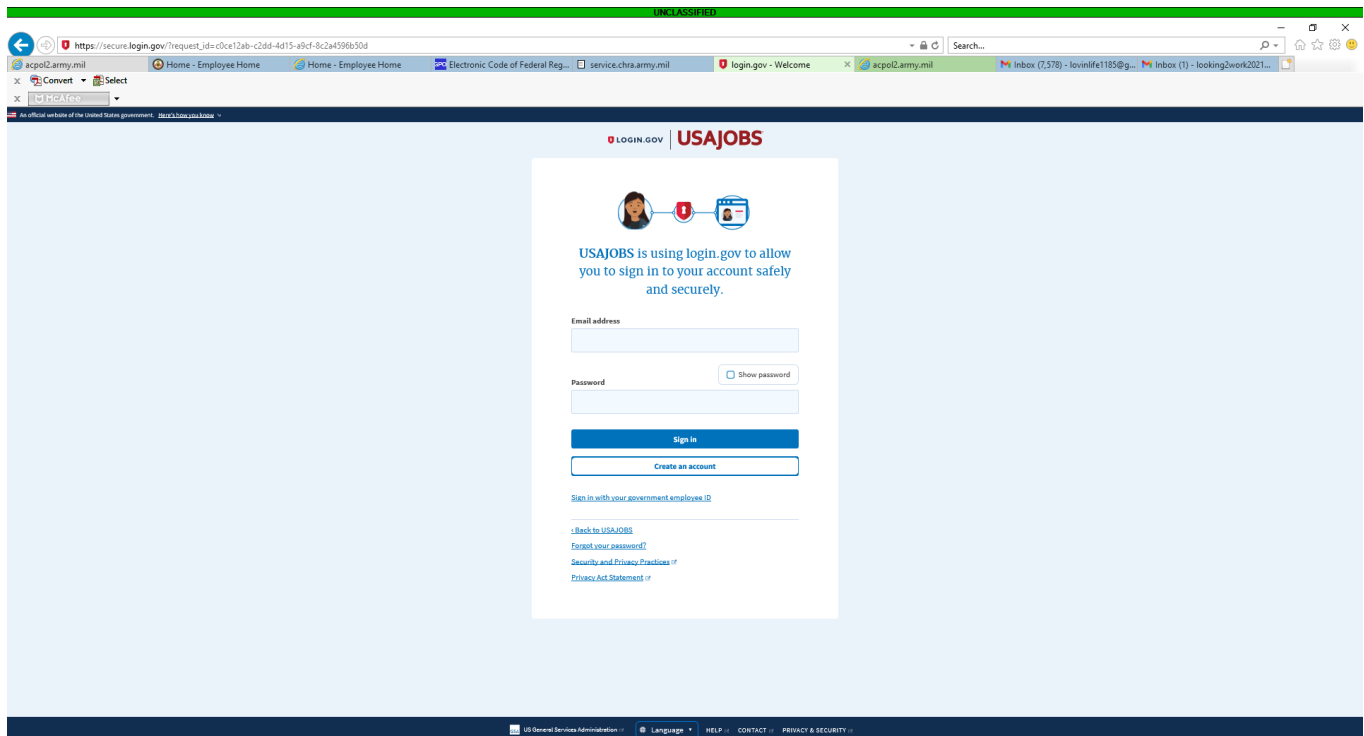 UNCLASSIFIED
https://secure.login.gov/?request_id=c0ce12ab-c2dd-4d15-a9cf-8c2a4596b50d
Search...
acpol2.army.mil
Home - Employee Home
Home - Employee Home
Electronic Code of Federal Reg...
service.chra.army.mil
login.gov - Welcome
acpol2.army.mil
Inbox (7,578) - lovinlife1185@g...
Inbox (1) - looking2work2021...
x Convert Select
x McAfee
An official website of the United States government. Here's how you know
LOGIN.GOV USAJOBS
USAJOBS is using login.gov to allow
you to sign in to your account safely
and securely.
Email address
Show password
Password
Sign in
Create an account
Sign in with your government employee ID
‹ Back to USAJOBS
Forgot your password?
Security and Privacy Practices
Privacy Act Statement
GSA US General Services Administration Language HELP CONTACT PRIVACY & SECURITY